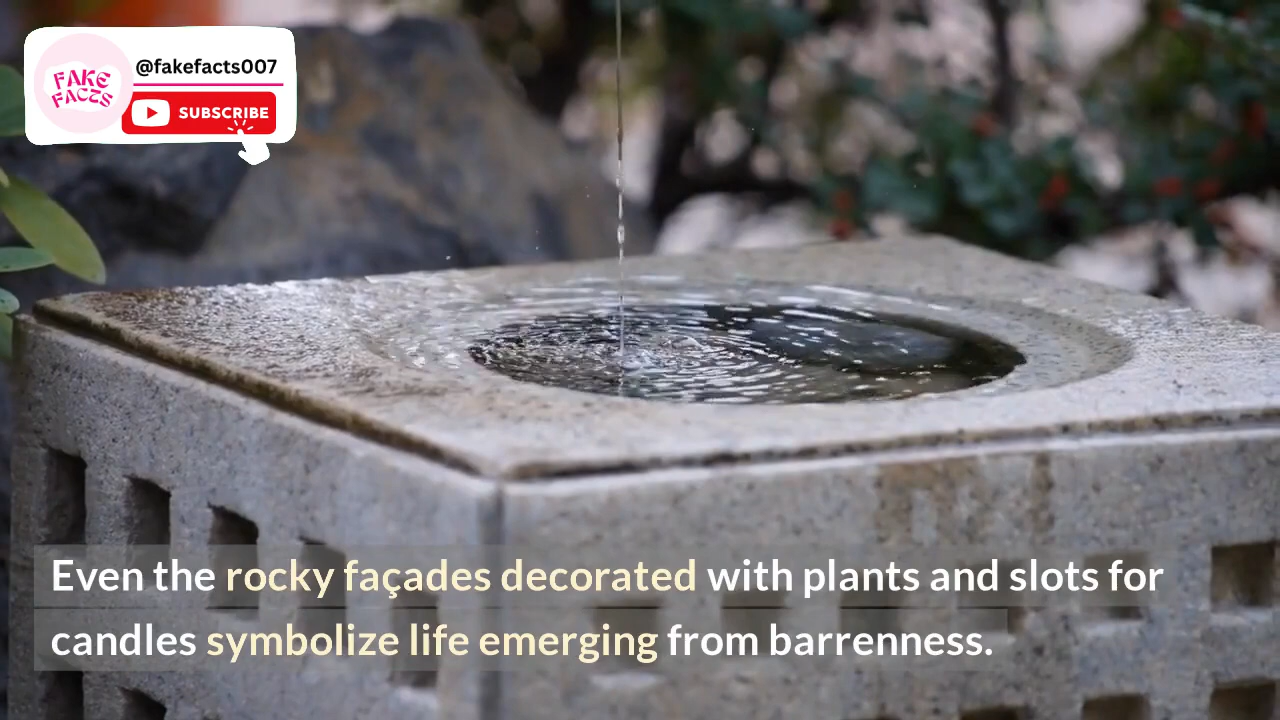 @fakefacts007
FAKE
FACTS
SUBSCRIBE
Even the rocky façades decorated with plants and slots for
candles symbolize life emerging from barrenness.